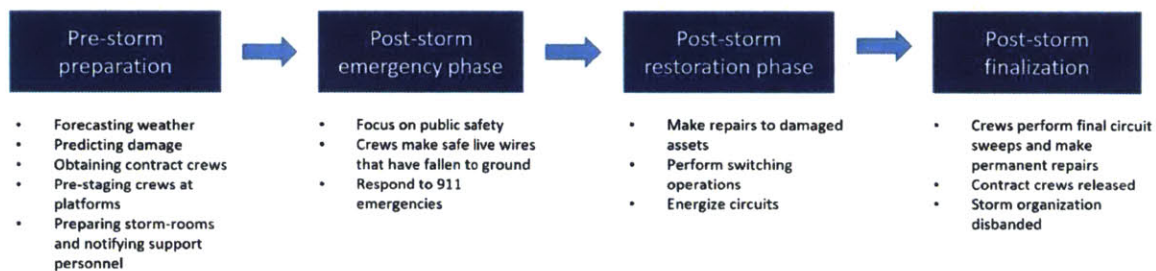 Pre-storm
preparation
• Forecasting weather
• Predicting damage
• Obtaining contract crews
• Pre-staging crews at
platforms
• Preparing storm-rooms
and notifying support
personnel
Post-storm
emergency phase
• Focus on public safety
• Crews make safe live wires
that have fallen to ground
• Respond to 911
emergencies
Post-storm
restoration phase
• Make repairs to damaged
assets
• Perform switching
operations
• Energize circuits
Post-storm
finalization
• Crews perform final circuit
sweeps and make
permanent repairs
• Contract crews released
• Storm organization
disbanded